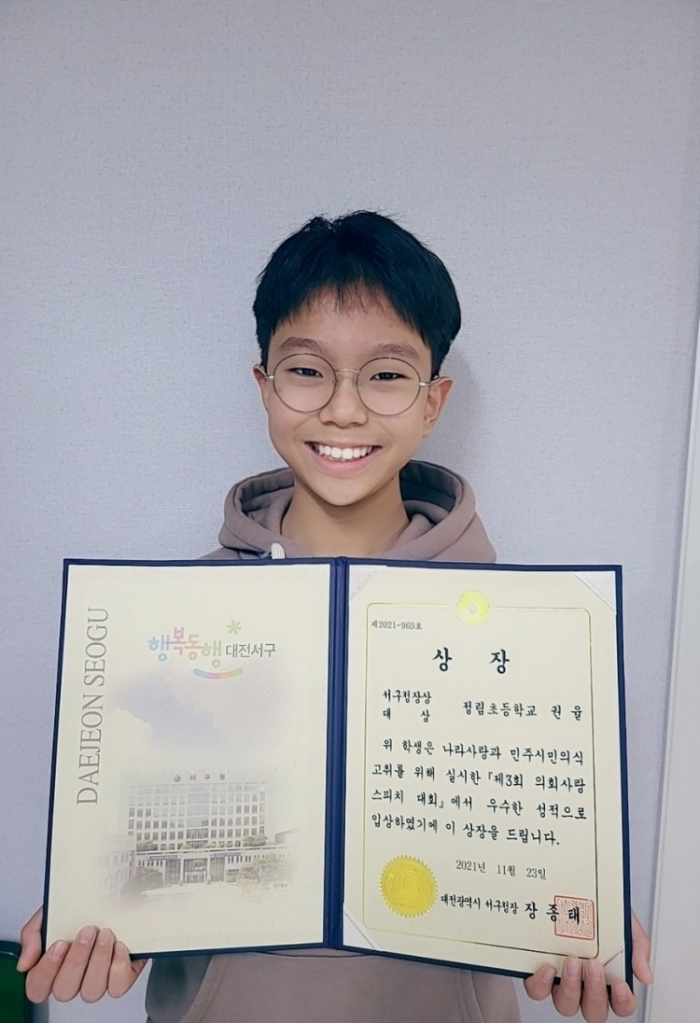 DAEJEON SEOGU
행복동행 대전서구
서구청
제2021-969호
상 장
서구청장상
대 상
정림초등학교 권 율
위 학생은 나라사랑과 민주시민의식
고취를 위해 실시한 『제3회 의회사랑
스피치 대회』에서 우수한 성적으로
입상하였기에 이 상장을 드립니다.
2021년 11월 23일
대전광역시 서구청장 장 종 태